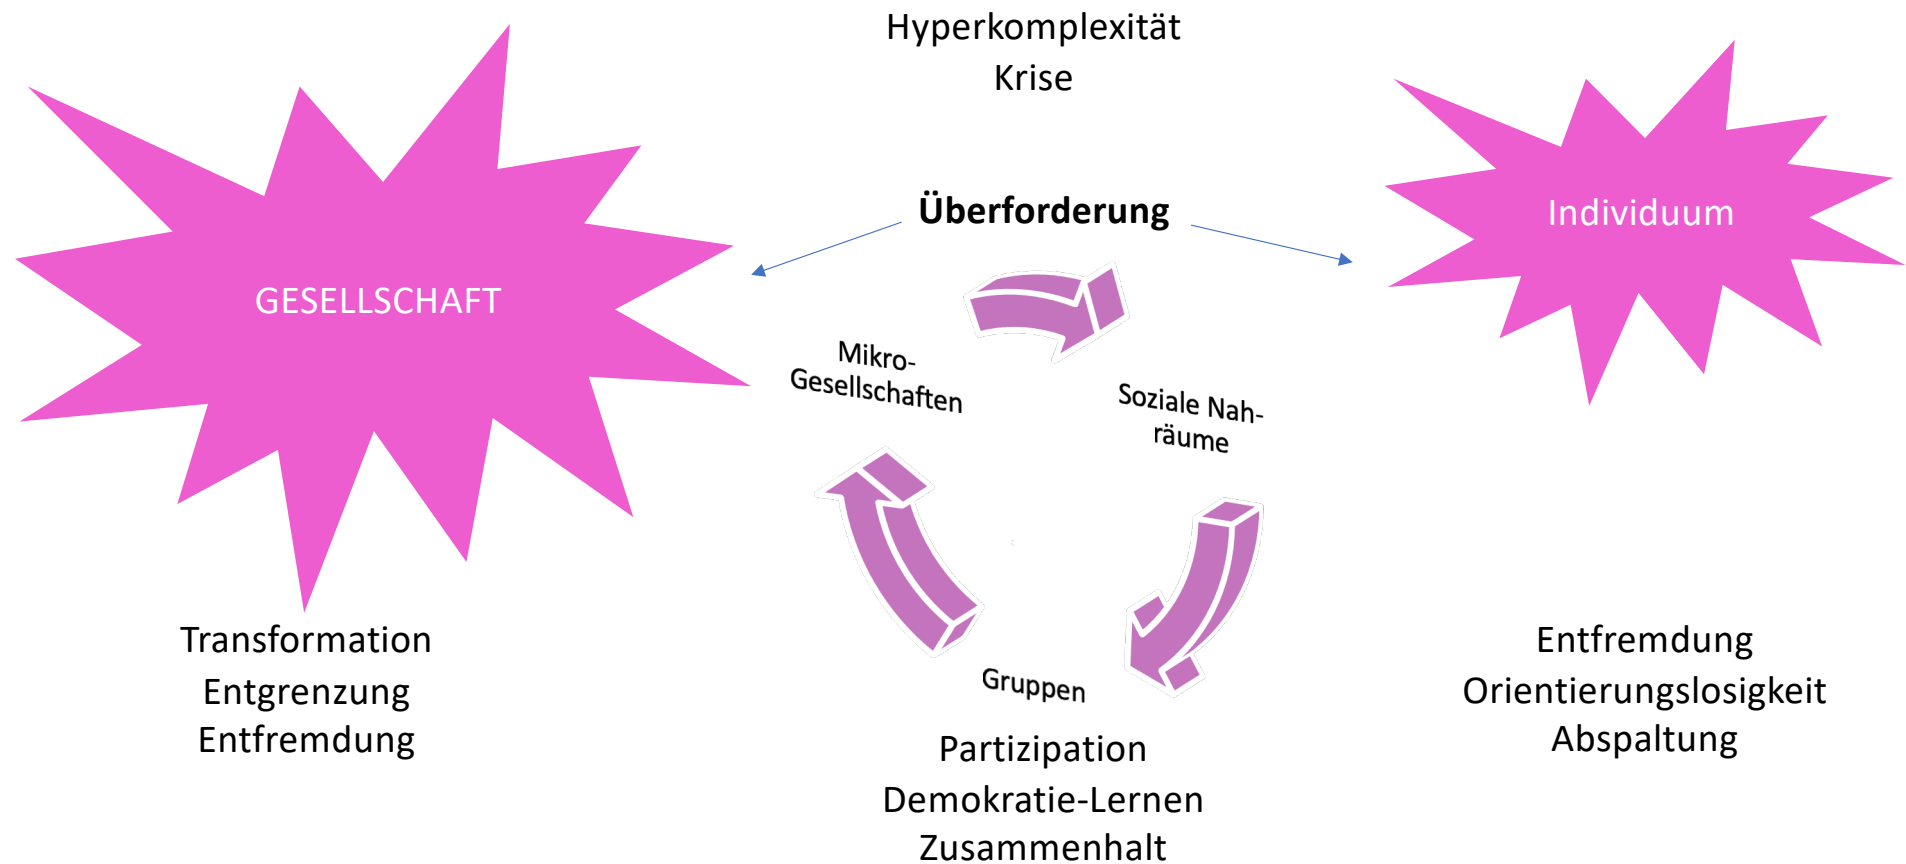 Hyperkomplexität
Krise
Überforderung
GESELLSCHAFT
Individuum
Mikro-
Gesellschaften
Soziale Nah-
räume
Gruppen
Transformation
Entgrenzung
Entfremdung
Partizipation
Demokratie-Lernen
Zusammenhalt
Entfremdung
Orientierungslosigkeit
Abspaltung